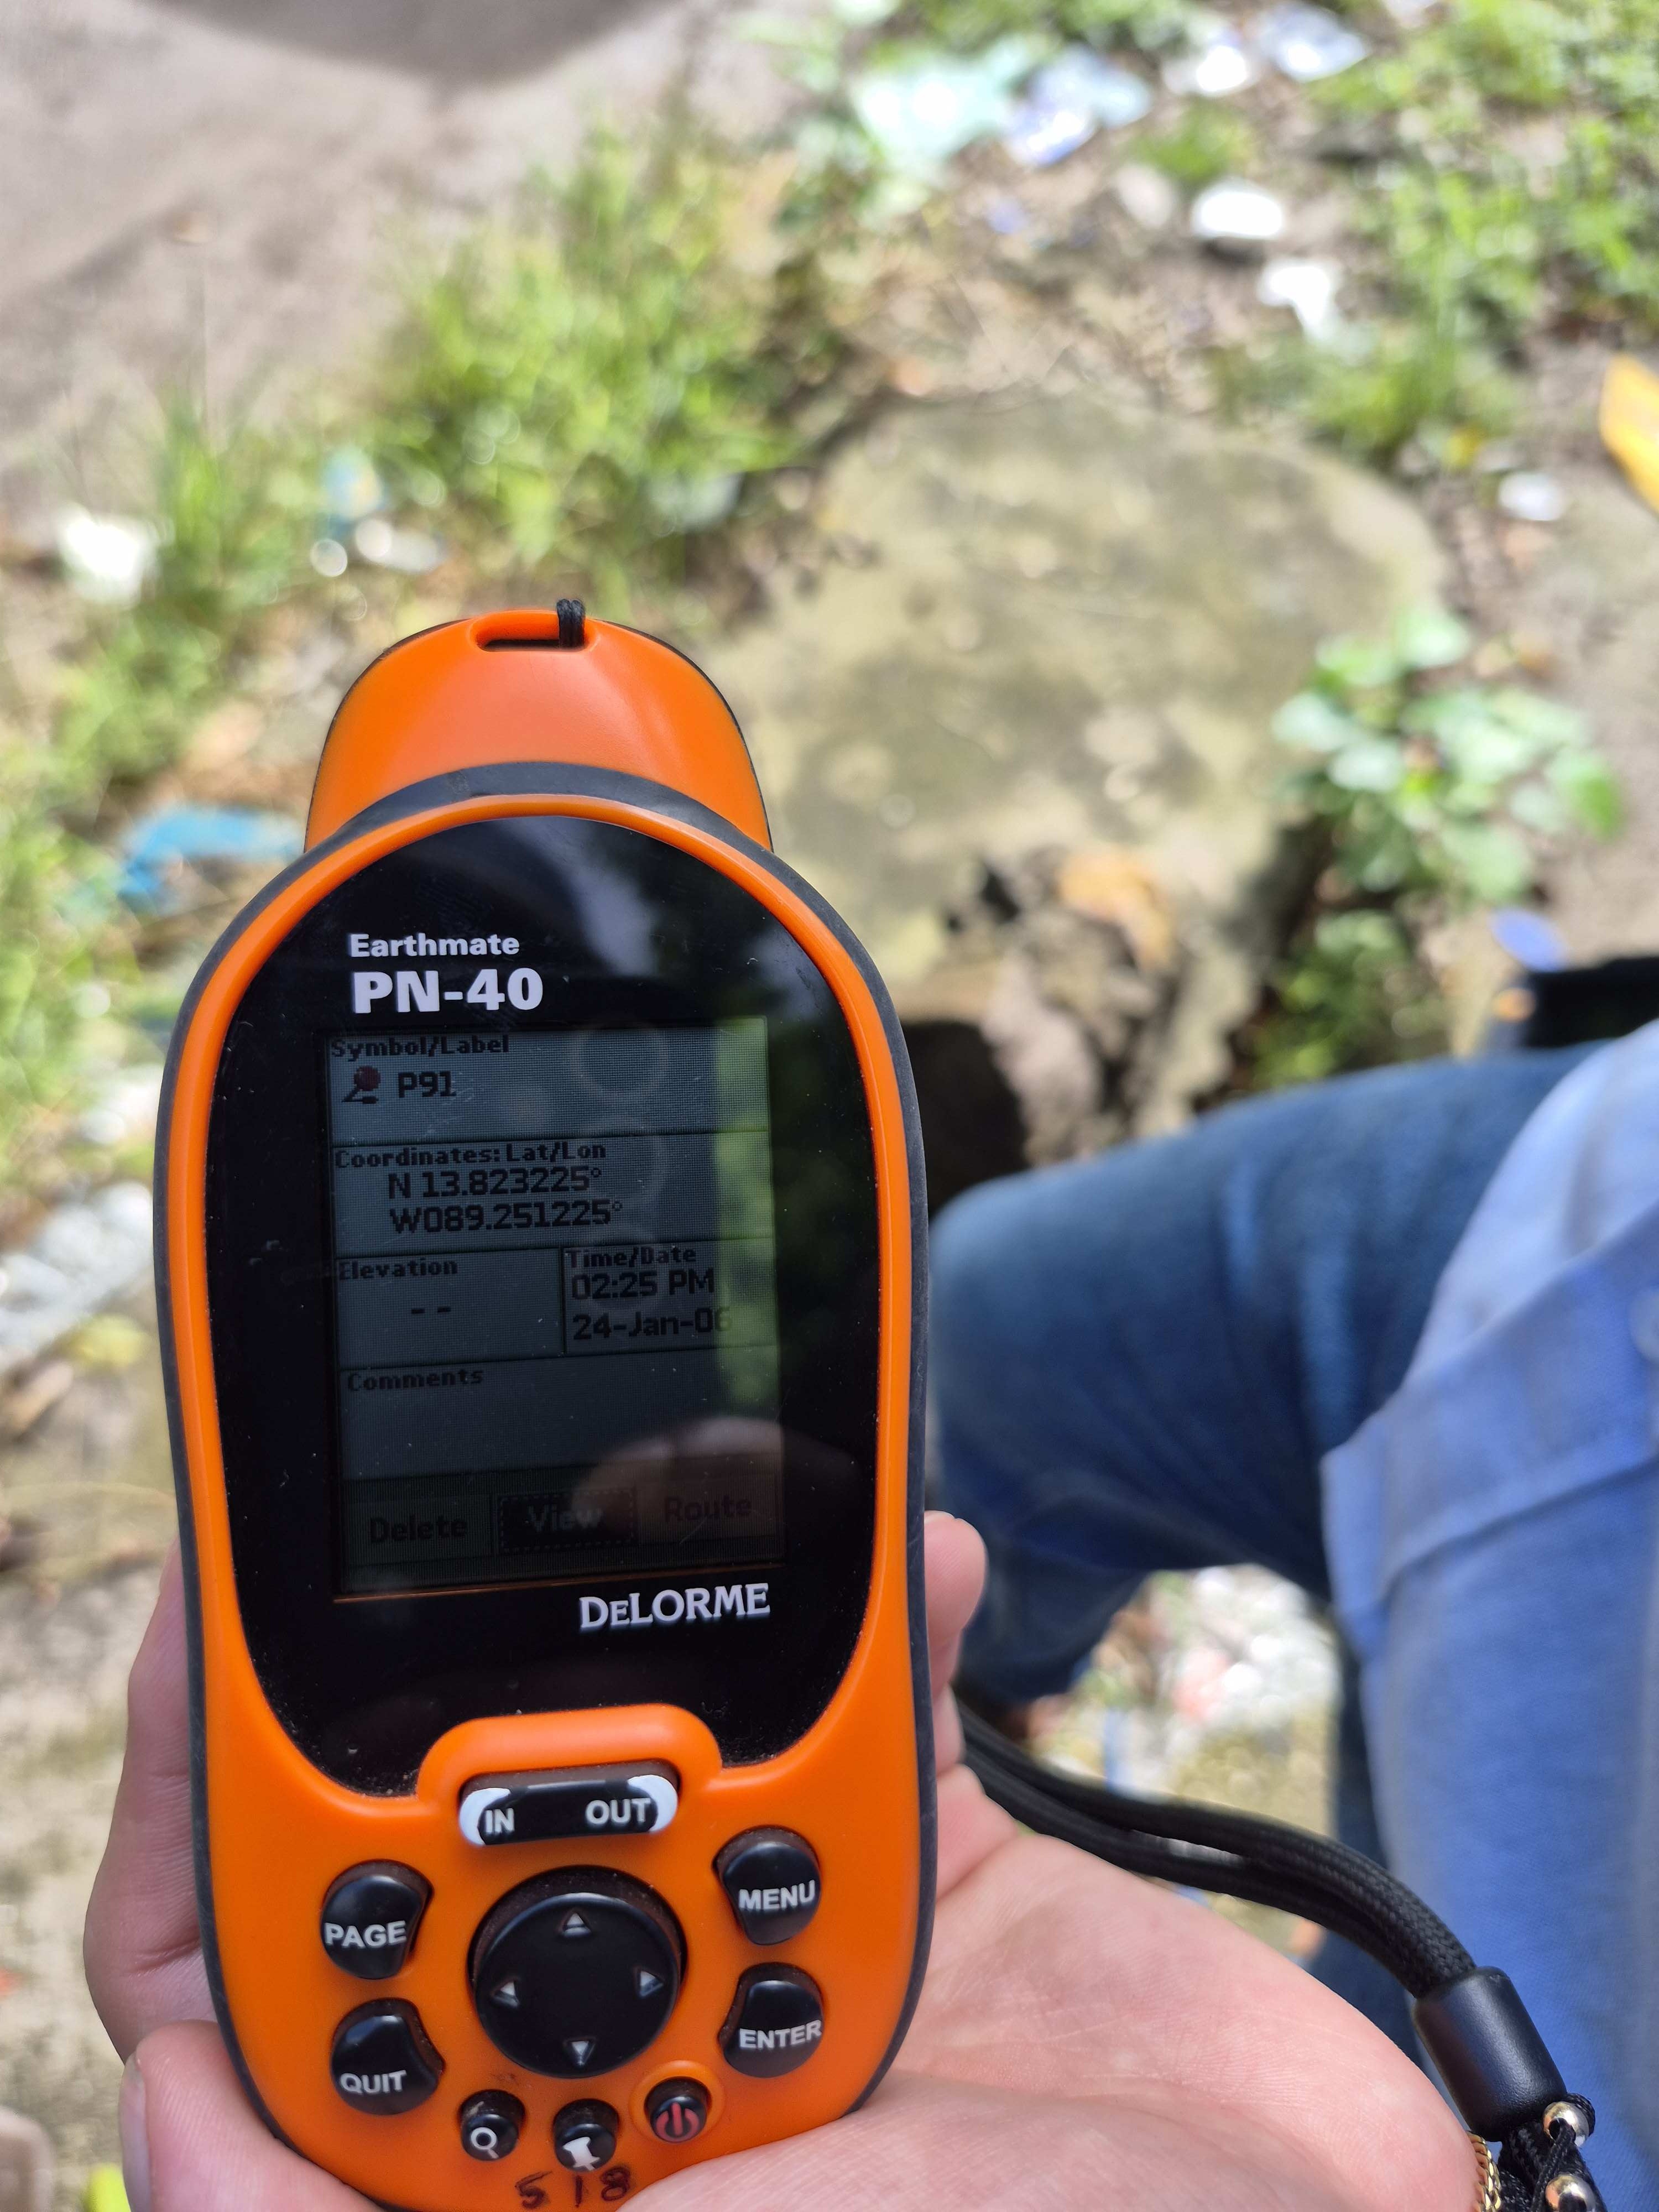 Earthmate
PN-40
Symbol/Label
P91
Coordinates: Lat/Lon
N 13.823225°
W089.251225°
Elevation
--
Time/Date
02:25 PM
24-Jan-06
Comments
Delete View Route
DELORME
IN OUT
PAGE MENU
QUIT ENTER
518